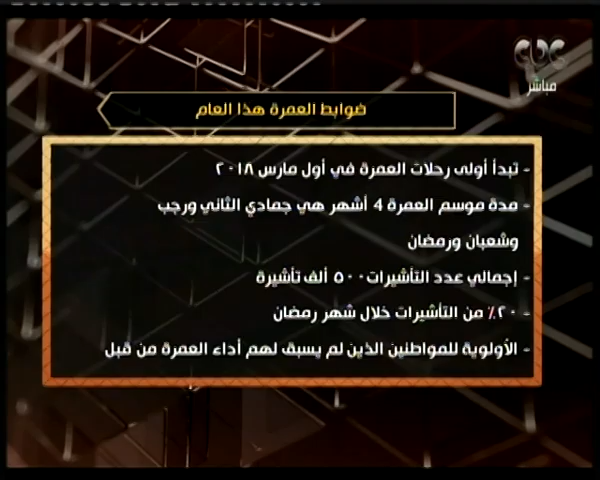 cbc
مباشر
ضوابط العمرة هذا العام
- تبدأ أولى رحلات العمرة في أول مارس ٢٠١٨
- مدة موسم العمرة 4 أشهر هي جمادي الثاني ورجب
وشعبان ورمضان
- إجمالي عدد التأشيرات ٥٠٠ ألف تأشيرة
- ٢٠٪ من التأشيرات خلال شهر رمضان
- الأولوية للمواطنين الذين لم يسبق لهم أداء العمرة من قبل